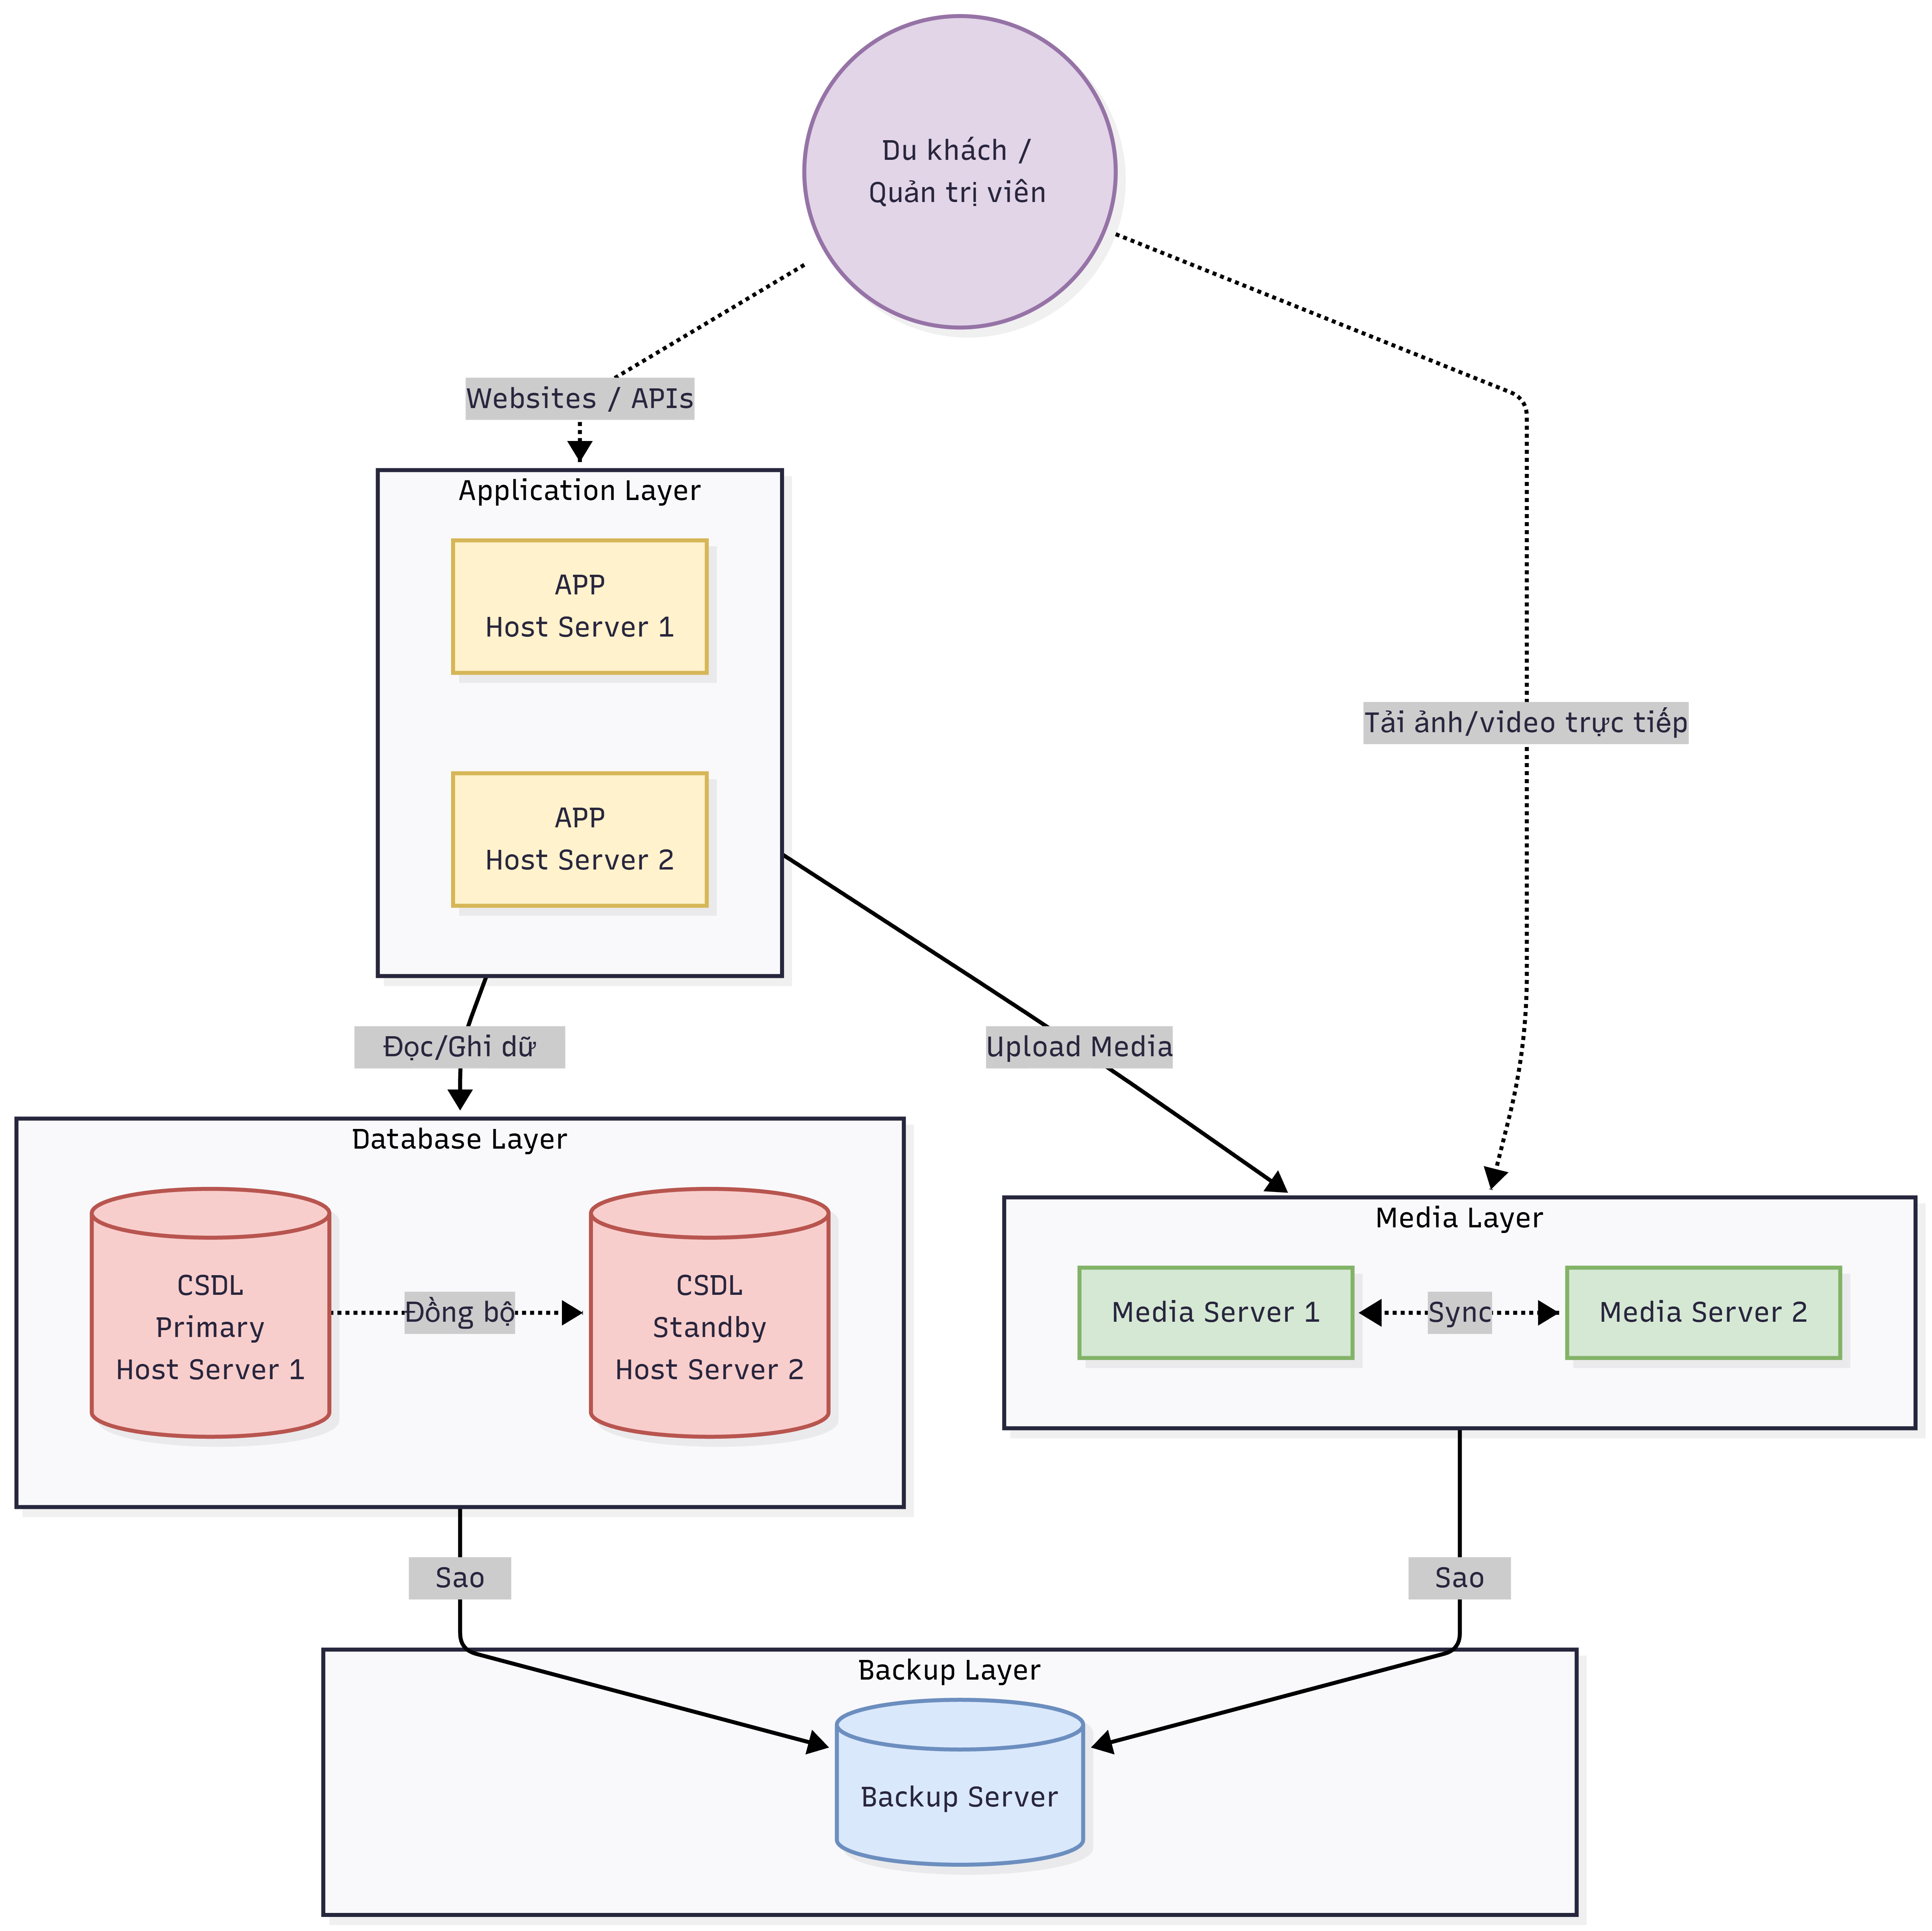 Du khách /
Quản trị viên
Websites / APIs
Application Layer
APP
Host Server 1
Tải ảnh/video trực tiếp
APP
Host Server 2
Đọc/Ghi dữ
Upload Media
Database Layer
CSDL
Primary
Host Server 1
Đồng bộ
CSDL
Standby
Host Server 2
Media Layer
Media Server 1
Sync
Media Server 2
Sao
Sao
Backup Layer
Backup Server